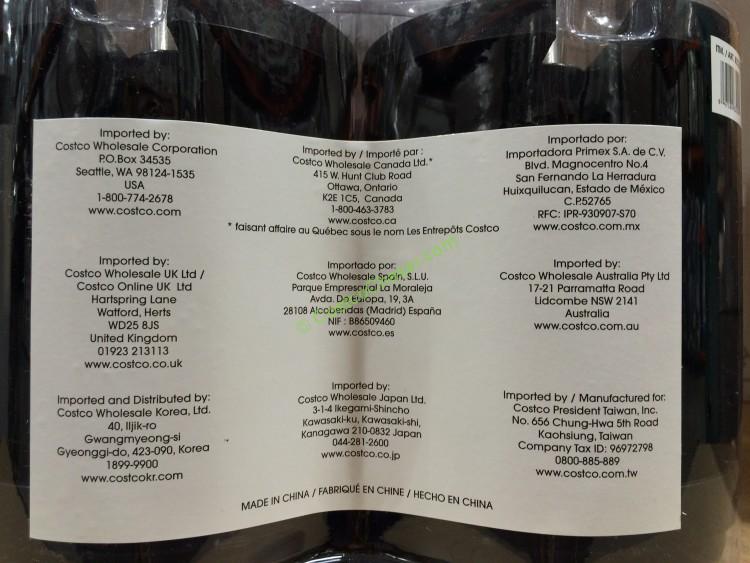 ITM. / ART.
Imported by:
Costco Wholesale Corporation
P.O.Box 34535
Seattle, WA 98124-1535
USA
1-800-774-2678
www.costco.com
Imported by / Importé par :
Costco Wholesale Canada Ltd.*
415 W. Hunt Club Road
Ottawa, Ontario
K2E 1C5, Canada
1-800-463-3783
www.costco.ca
* faisant affaire au Québec sous le nom Les Entrepôts Costco
Importado por:
Importadora Primex S.A. de C.V.
Blvd. Magnocentro No.4
San Fernando La Herradura
Huixquilucan, Estado de México
C.P.52765
RFC: IPR-930907-S70
www.costco.com.mx
Imported by:
Costco Wholesale UK Ltd /
Costco Online UK Ltd
Hartspring Lane
Watford, Herts
WD25 8JS
United Kingdom
01923 213113
www.costco.co.uk
Importado por:
Costco Wholesale Spain, S.L.U.
Parque Empresarial La Moraleja
Avda. De Europa, 19, 3A
28108 Alcobendas (Madrid) España
NIF : B86509460
www.costco.es
Imported by:
Costco Wholesale Australia Pty Ltd
17-21 Parramatta Road
Lidcombe NSW 2141
Australia
www.costco.com.au
Imported and Distributed by:
Costco Wholesale Korea, Ltd.
40, Iljik-ro
Gwangmyeong-si
Gyeonggi-do, 423-090, Korea
1899-9900
www.costcokr.com
Imported by:
Costco Wholesale Japan Ltd.
3-1-4 Ikegami-Shincho
Kawasaki-ku, Kawasaki-shi,
Kanagawa 210-0832 Japan
044-281-2600
www.costco.co.jp
Imported by / Manufactured for:
Costco President Taiwan, Inc.
No. 656 Chung-Hwa 5th Road
Kaohsiung, Taiwan
Company Tax ID: 96972798
0800-885-889
www.costco.com.tw
MADE IN CHINA / FABRIQUÉ EN CHINE / HECHO EN CHINA